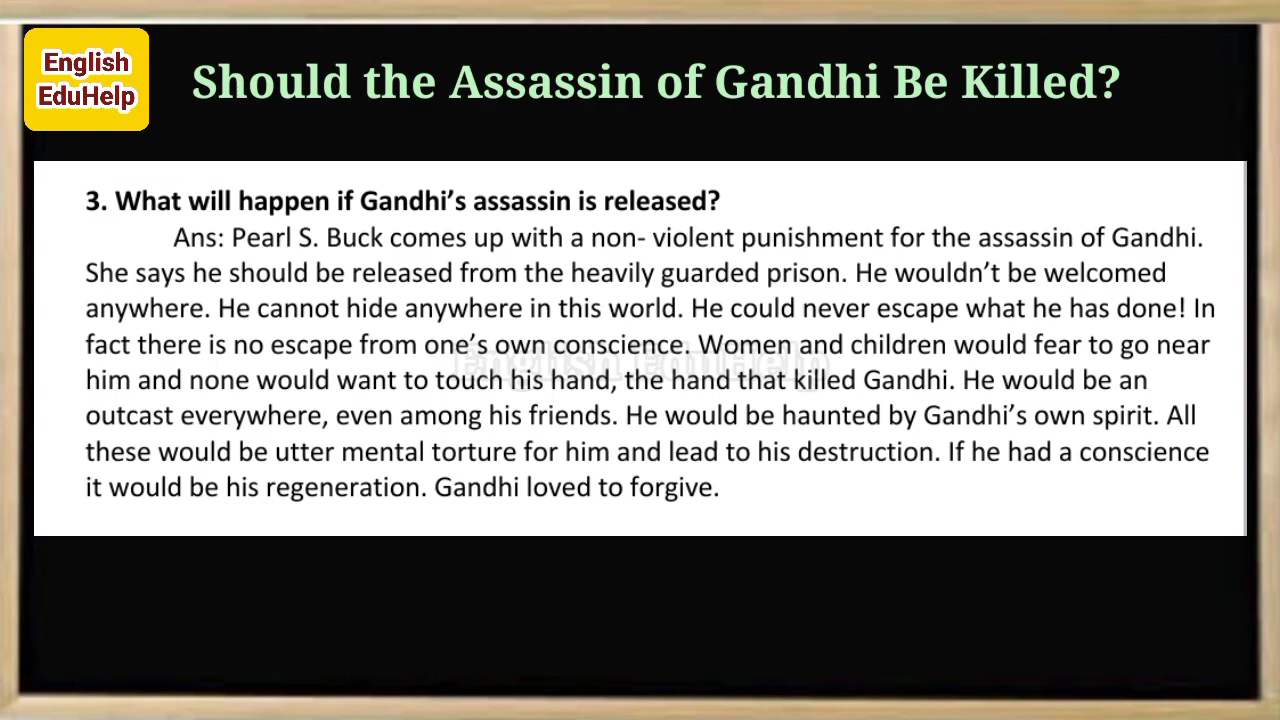 English
EduHelp
Should the Assassin of Gandhi Be Killed?
3. What will happen if Gandhi’s assassin is released?
Ans: Pearl S. Buck comes up with a non- violent punishment for the assassin of Gandhi.
She says he should be released from the heavily guarded prison. He wouldn’t be welcomed
anywhere. He cannot hide anywhere in this world. He could never escape what he has done! In
fact there is no escape from one’s own conscience. Women and children would fear to go near
English EduHelp
him and none would want to touch his hand, the hand that killed Gandhi. He would be an
outcast everywhere, even among his friends. He would be haunted by Gandhi’s own spirit. All
these would be utter mental torture for him and lead to his destruction. If he had a conscience
it would be his regeneration. Gandhi loved to forgive.